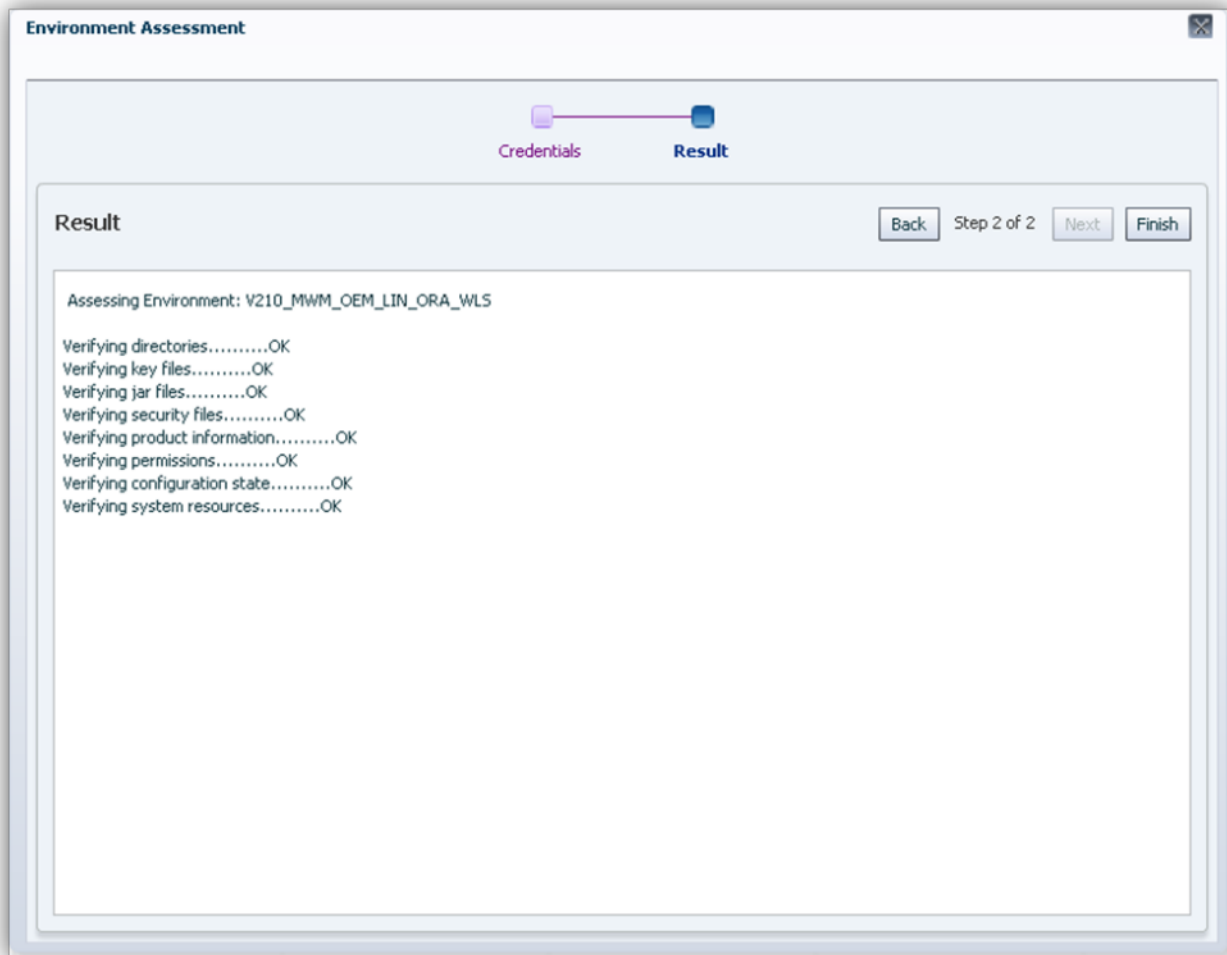 Environment Assessment
Credentials
Result
Result
Back
Step 2 of 2
Next
Finish
Assessing Environment: V210_MWM_OEM_LIN_ORA_WLS
Verifying directories..........OK
Verifying key files..........OK
Verifying jar files..........OK
Verifying security files..........OK
Verifying product information..........OK
Verifying permissions..........OK
Verifying configuration state..........OK
Verifying system resources..........OK